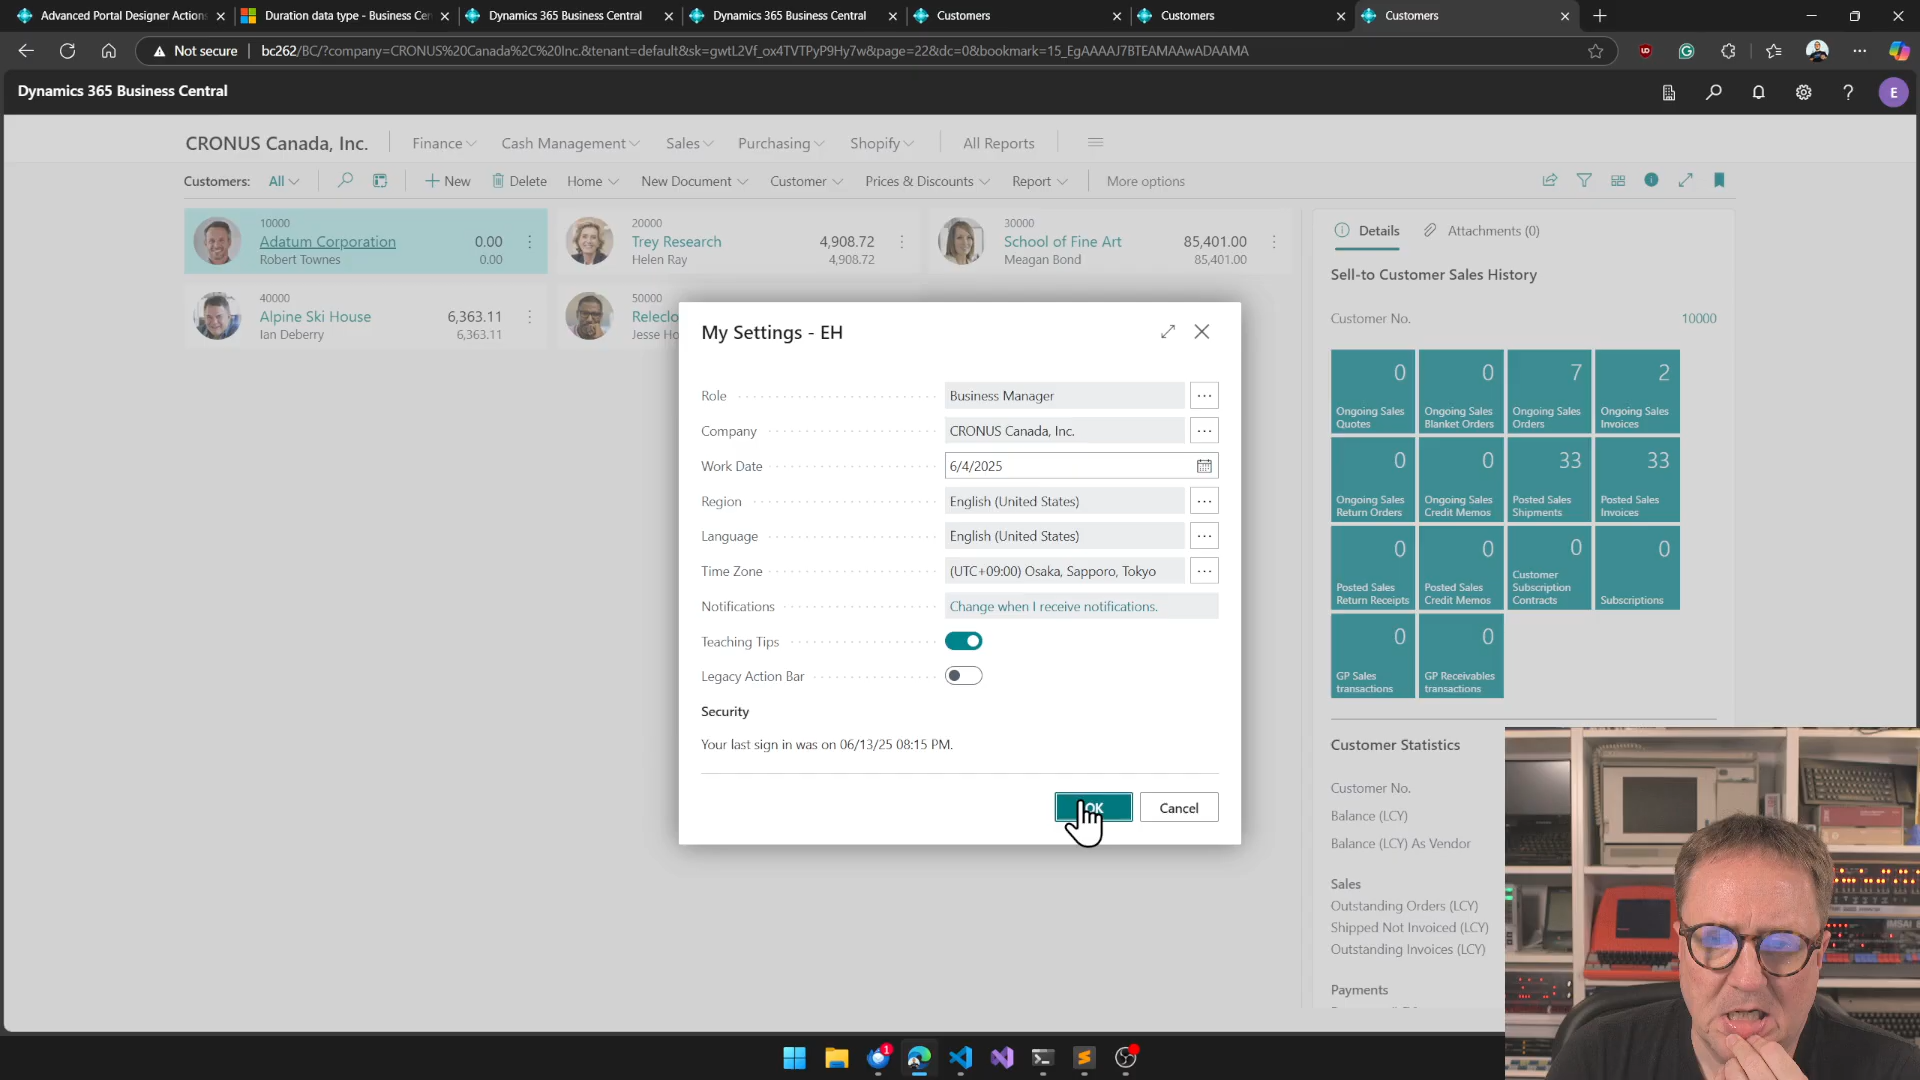 Advanced Portal Designer Actions
Duration data type - Business Cen
Dynamics 365 Business Central
Dynamics 365 Business Central
Customers
Customers
Customers
Not secure
bc262/BC/?company=CRONUS%20Canada%2C%20Inc.&tenant=default&sk=gwtL2Vf_ox4TVTPyP9Hy7w&page=22&dc=0&bookmark=15_EgAAAAJ7BTEAMAAwADAAMA
Dynamics 365 Business Central
E
CRONUS Canada, Inc.
Finance
Cash Management
Sales
Purchasing
Shopify
All Reports
Customers:
All
New
Delete
Home
New Document
Customer
Prices & Discounts
Report
More options
10000
Adatum Corporation
0.00
Robert Townes
0.00
20000
Trey Research
4,908.72
Helen Ray
4,908.72
30000
School of Fine Art
85,401.00
Meagan Bond
85,401.00
40000
Alpine Ski House
6,363.11
Ian Deberry
6,363.11
50000
Releclo
Jesse Ho
My Settings - EH
Role
Business Manager
Company
CRONUS Canada, Inc.
Work Date
6/4/2025
Region
English (United States)
Language
English (United States)
Time Zone
(UTC+09:00) Osaka, Sapporo, Tokyo
Notifications
Change when I receive notifications.
Teaching Tips
Legacy Action Bar
Security
Your last sign in was on 06/13/25 08:15 PM.
OK
Cancel
Details
Attachments (0)
Sell-to Customer Sales History
Customer No.
10000
0
Ongoing Sales
Quotes
0
Ongoing Sales
Blanket Orders
7
Ongoing Sales
Orders
2
Ongoing Sales
Invoices
0
Ongoing Sales
Return Orders
0
Ongoing Sales
Credit Memos
33
Posted Sales
Shipments
33
Posted Sales
Invoices
0
Posted Sales
Return Receipts
0
Posted Sales
Credit Memos
0
Customer
Subscription
Contracts
0
Subscriptions
0
GP Sales
transactions
0
GP Receivables
transactions
Customer Statistics
Customer No.
Balance (LCY)
Balance (LCY) As Vendor
Sales
Outstanding Orders (LCY)
Shipped Not Invoiced (LCY)
Outstanding Invoices (LCY)
Payments
IMSAI
1